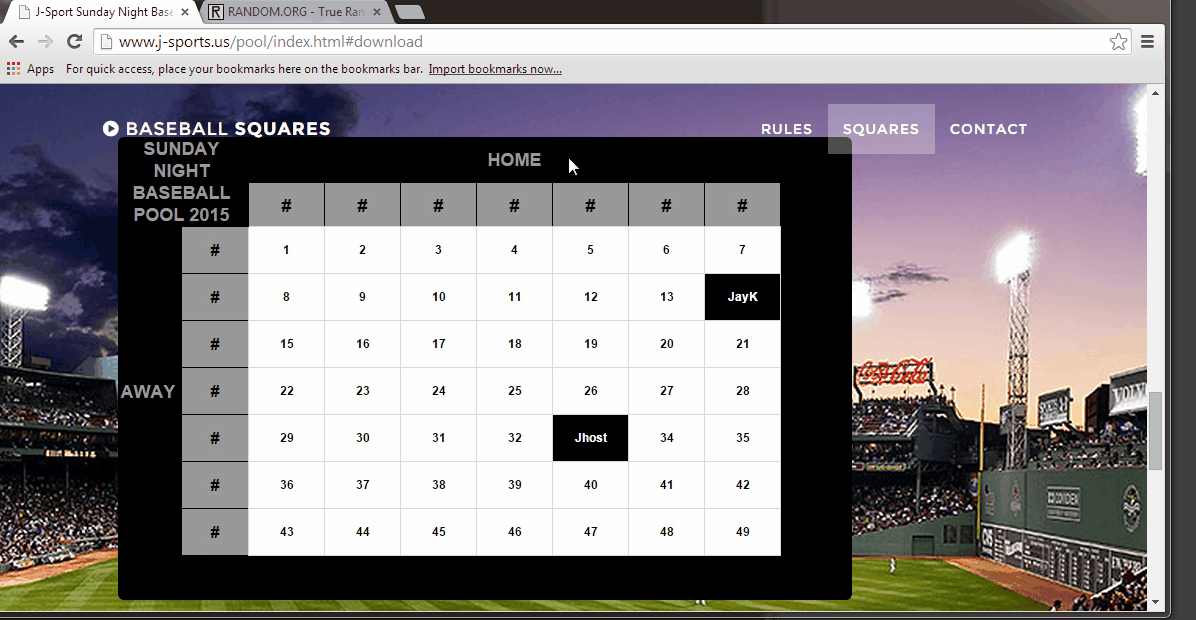 J-Sport Sunday Night Base
RANDOM.ORG - True Ran
www.j-sports.us/pool/index.html#download
Apps For quick access, place your bookmarks here on the bookmarks bar. Import bookmarks now...
BASEBALL SQUARES
RULES SQUARES CONTACT
SUNDAY
NIGHT
BASEBALL
POOL 2015
HOME
# # # # # # #
# 1 2 3 4 5 6 7
# 8 9 10 11 12 13 JayK
# 15 16 17 18 19 20 21
AWAY # 22 23 24 25 26 27 28
# 29 30 31 32 Jhost 34 35
# 36 37 38 39 40 41 42
# 43 44 45 46 47 48 49
Coca-Cola
VOLV
COVIDIEN